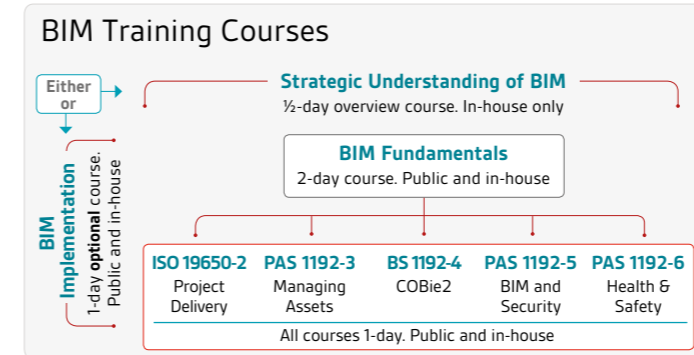 BIM Training Courses
Either
or
Strategic Understanding of BIM
½-day overview course. In-house only
BIM
Implementation
1-day optional course.
Public and in-house
BIM Fundamentals
2-day course. Public and in-house
ISO 19650-2
Project
Delivery
PAS 1192-3
Managing
Assets
BS 1192-4
COBie2
PAS 1192-5
BIM and
Security
PAS 1192-6
Health &
Safety
All courses 1-day. Public and in-house